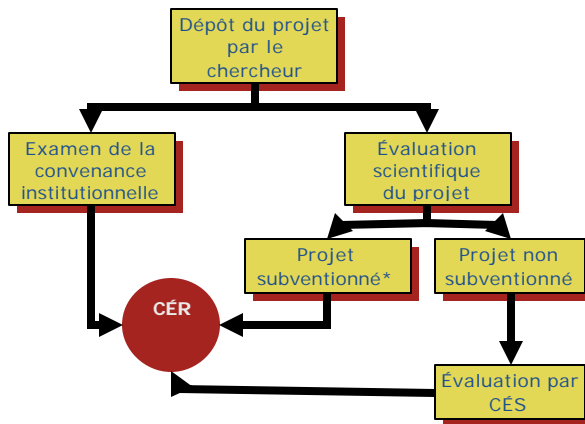 Dépôt du projet
par le
chercheur
Examen de la
convenance
institutionnelle
Évaluation
scientifique
du projet
Projet
subventionné*
Projet non
subventionné
CÉR
Évaluation par
CÉS